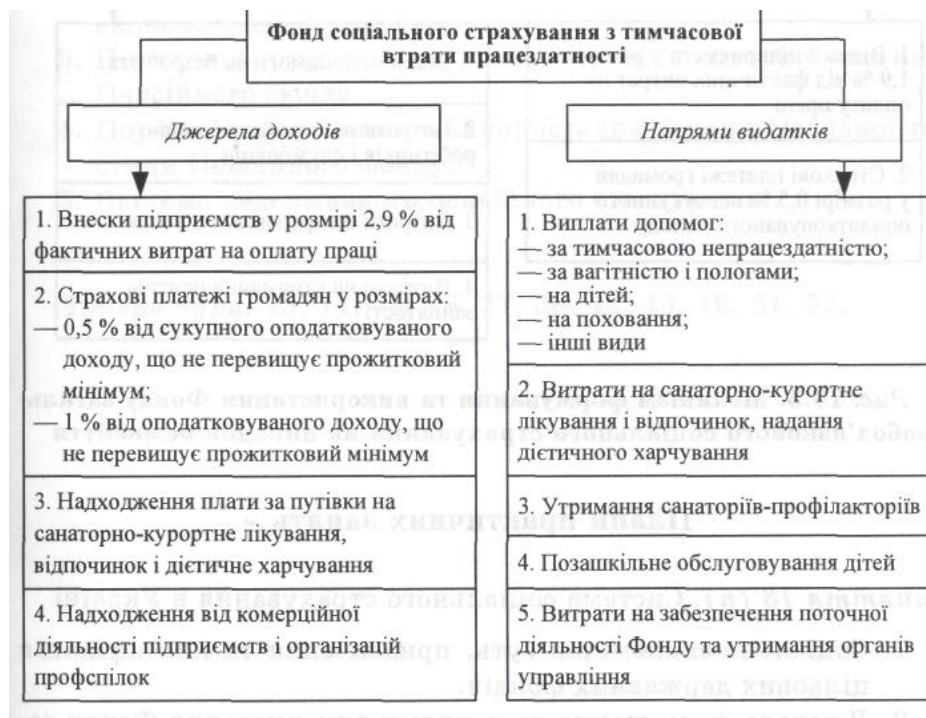 Фонд соціального страхування з тимчасової
втрати працездатності
Джерела доходів
1. Внески підприємств у розмірі 2,9 % від
фактичних витрат на оплату праці
2. Страхові платежі громадян у розмірах:
— 0,5 % від сукупного оподатковуваного
доходу, що не перевищує прожитковий
мінімум;
— % від оподатковуваного доходу, що
не перевищує прожитковий мінімум
3. Надходження плати за путівки на
санаторно-курортне лікування,
відпочинок і дієтичне харчування
4. Надходження від комерційної
діяльності підприємств і організацій
профспілок
Напрями видатків
1. Виплати допомог:
— за тимчасовою непрацездатністю;
— за вагітністю і пологами;
— на дітей;
— на поховання;
— інші види
2. Витрати на санаторно-курортне
лікування і відпочинок, надання
дієтичного харчування
3. Утримання санаторіїв-профілакторіїв
4. Позашкільне обслуговування дітей
5. Витрати на забезпечення поточної
діяльності Фонду та утримання органів
управління